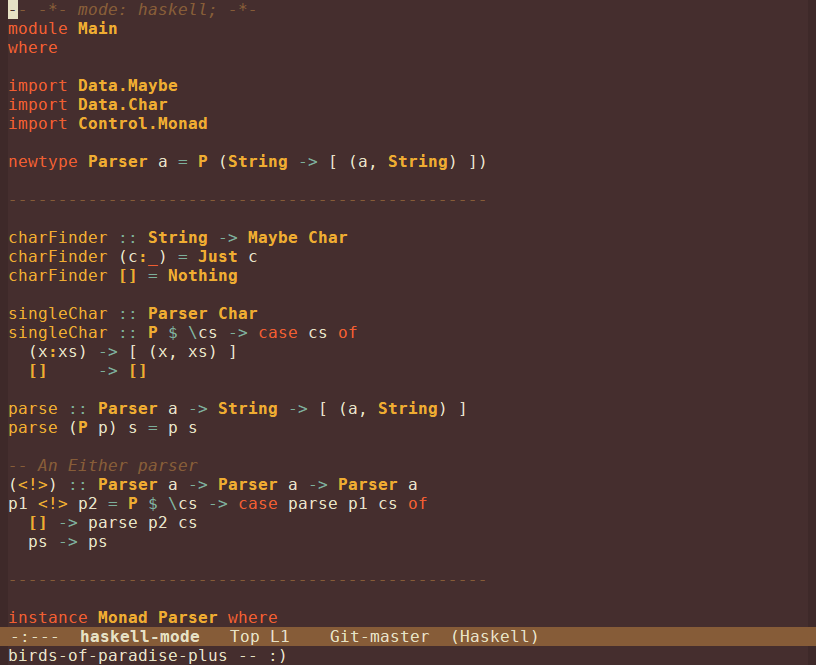 -- -*- mode: haskell; -*-
module Main
where
import Data.Maybe
import Data.Char
import Control.Monad
newtype Parser a = P (String -> [ (a, String) ])
------------------------------------------------
charFinder :: String -> Maybe Char
charFinder (c:_) = Just c
charFinder [] = Nothing
singleChar :: Parser Char
singleChar :: P $ \cs -> case cs of
  (x:xs) -> [ (x, xs) ]
  []     -> []
parse :: Parser a -> String -> [ (a, String) ]
parse (P p) s = p s
-- An Either parser
(<!>) :: Parser a -> Parser a -> Parser a
p1 <!> p2 = P $ \cs -> case parse p1 cs of
  [] -> parse p2 cs
  ps -> ps
------------------------------------------------
instance Monad Parser where
-:---  haskell-mode   Top L1    Git-master  (Haskell)
birds-of-paradise-plus -- :)